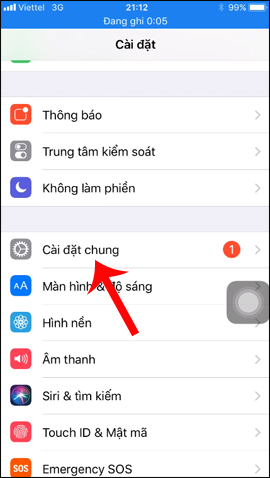 Viettel 3G 21:12 99%
Đang ghi 0:05
Cài đặt
Thông báo
Trung tâm kiểm soát
Không làm phiền
Cài đặt chung 1
AA Màn hình & độ sáng
Hình nền
Âm thanh
Siri & tìm kiếm
Touch ID & Mật mã
SOS Emergency SOS